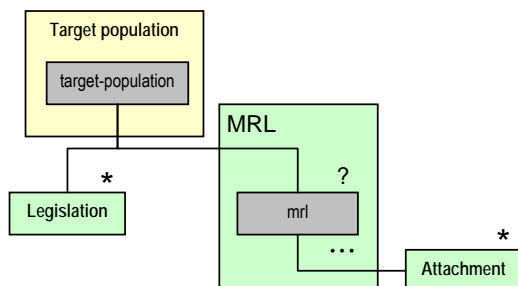 Target population
target-population
MRL
*
?
Legislation
mrl
...
*
Attachment